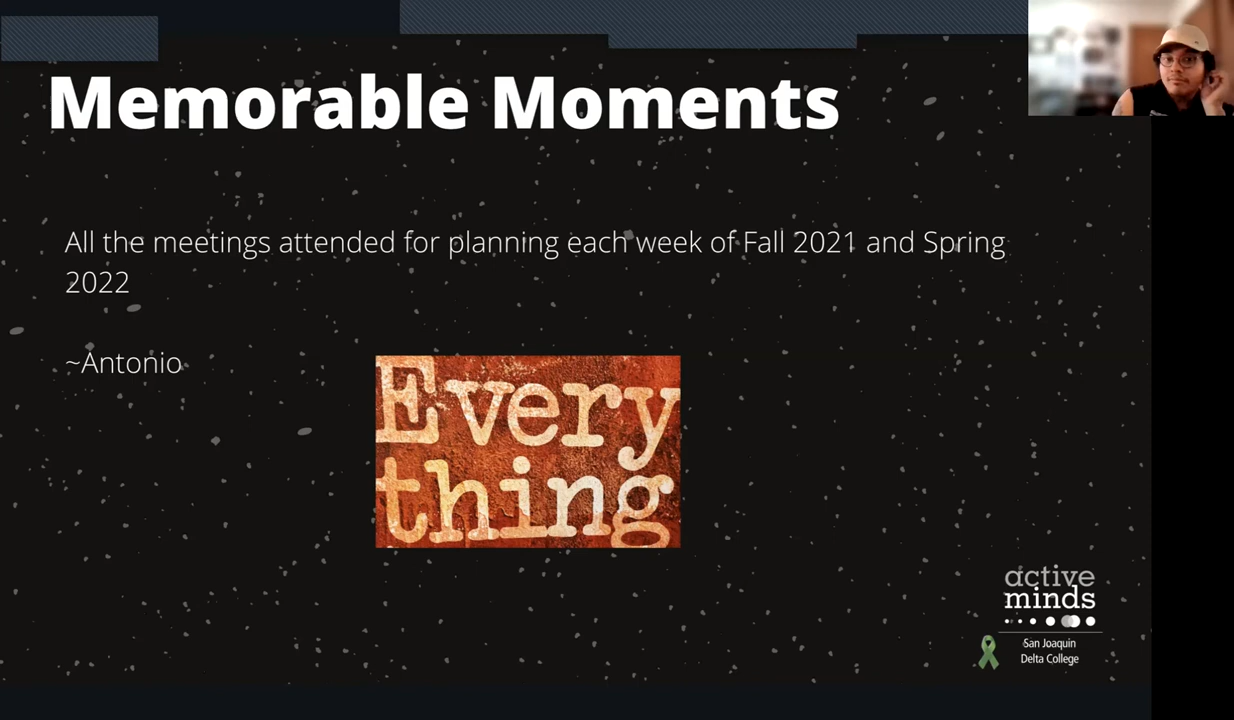 Memorable Moments
All the meetings attended for planning each week of Fall 2021 and Spring
2022
~Antonio
Every
thing
active
minds
San Joaquin
Delta College